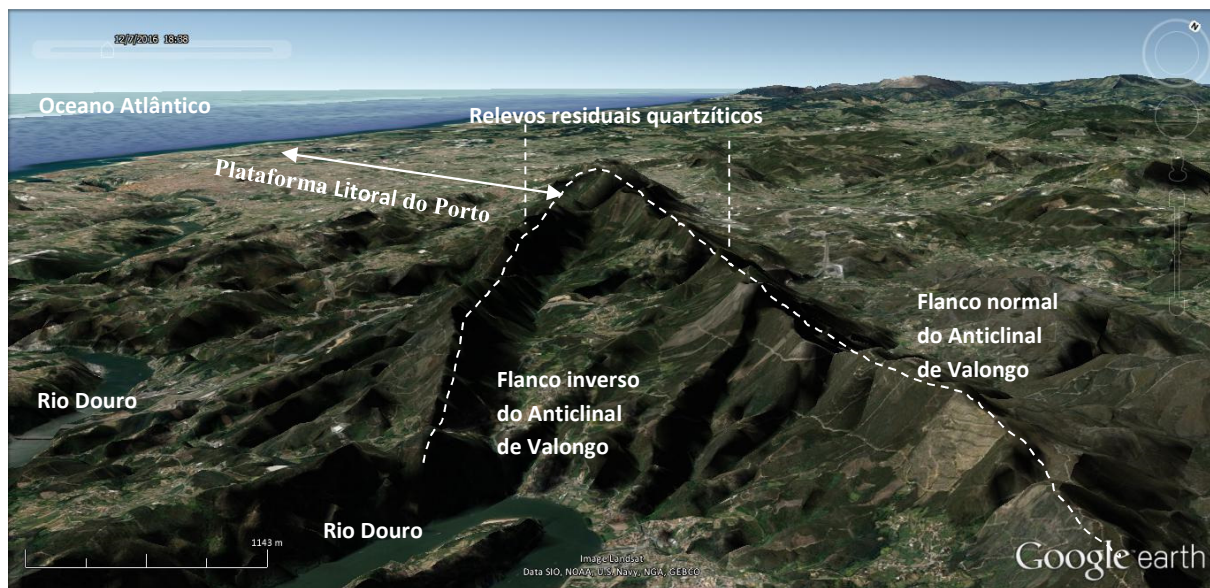 12/7/2016 18:38
N
Oceano Atlântico
Relevos residuais quartzíticos
Plataforma Litoral do Porto
Flanco normal
do Anticlinal
de Valongo
Rio Douro
Flanco inverso
do Anticlinal
de Valongo
Rio Douro
1143 m
Image Landsat
Data SIO, NOAA, U.S. Navy, NGA, GEBCO
Google earth